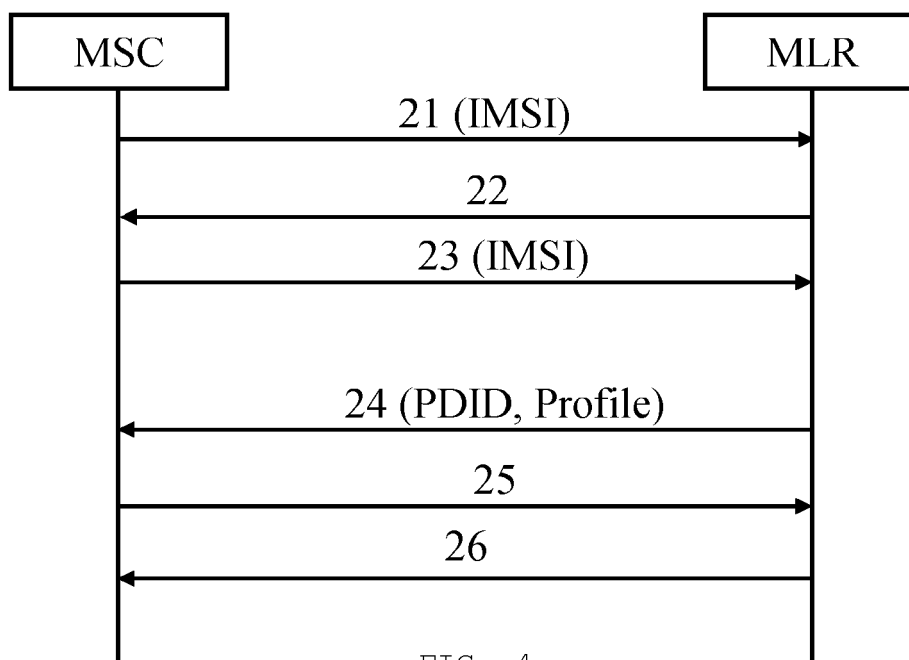 MSC
MLR
21 (IMSI)
22
23 (IMSI)
24 (PDID, Profile)
25
26